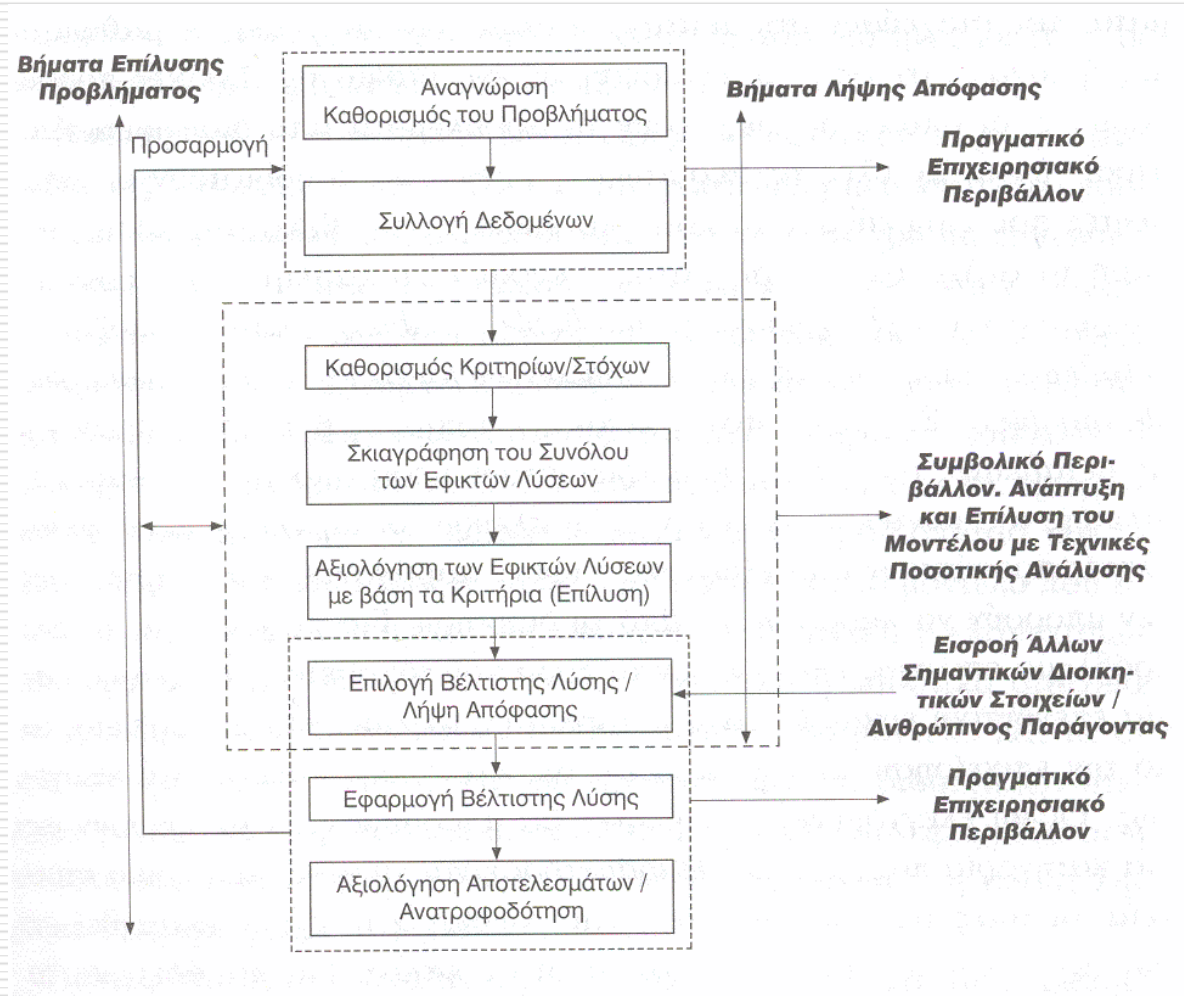 Βήματα Επίλυσης
Προβλήματος
Προσαρμογή
Αναγνώριση
Καθορισμός του Προβλήματος
Συλλογή Δεδομένων
Βήματα Λήψης Απόφασης
Πραγματικό
Επιχειρησιακό
Περιβάλλον
Καθορισμός Κριτηρίων/Στόχων
Σκιαγράφηση του Συνόλου
των Εφικτών Λύσεων
Αξιολόγηση των Εφικτών Λύσεων
με βάση τα Κριτήρια (Επίλυση)
Συμβολικό Περι-
βάλλον. Ανάπτυξη
και Επίλυση του
Μοντέλου με Τεχνικές
Ποσοτικής Ανάλυσης
Επιλογή Βέλτιστης Λύσης /
Λήψη Απόφασης
Εισροή Άλλων
Σημαντικών Διοικη-
τικών Στοιχείων /
Ανθρώπινος Παράγοντας
Εφαρμογή Βέλτιστης Λύσης
Πραγματικό
Επιχειρησιακό
Περιβάλλον
Αξιολόγηση Αποτελεσμάτων /
Ανατροφοδότηση